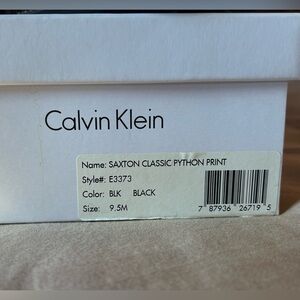 Calvin Klein
Name: SAXTON CLASSIC PYTHON PRINT
Style#: E3373
Color: BLK BLACK
Size: 9.5M
7 87936 26719 5